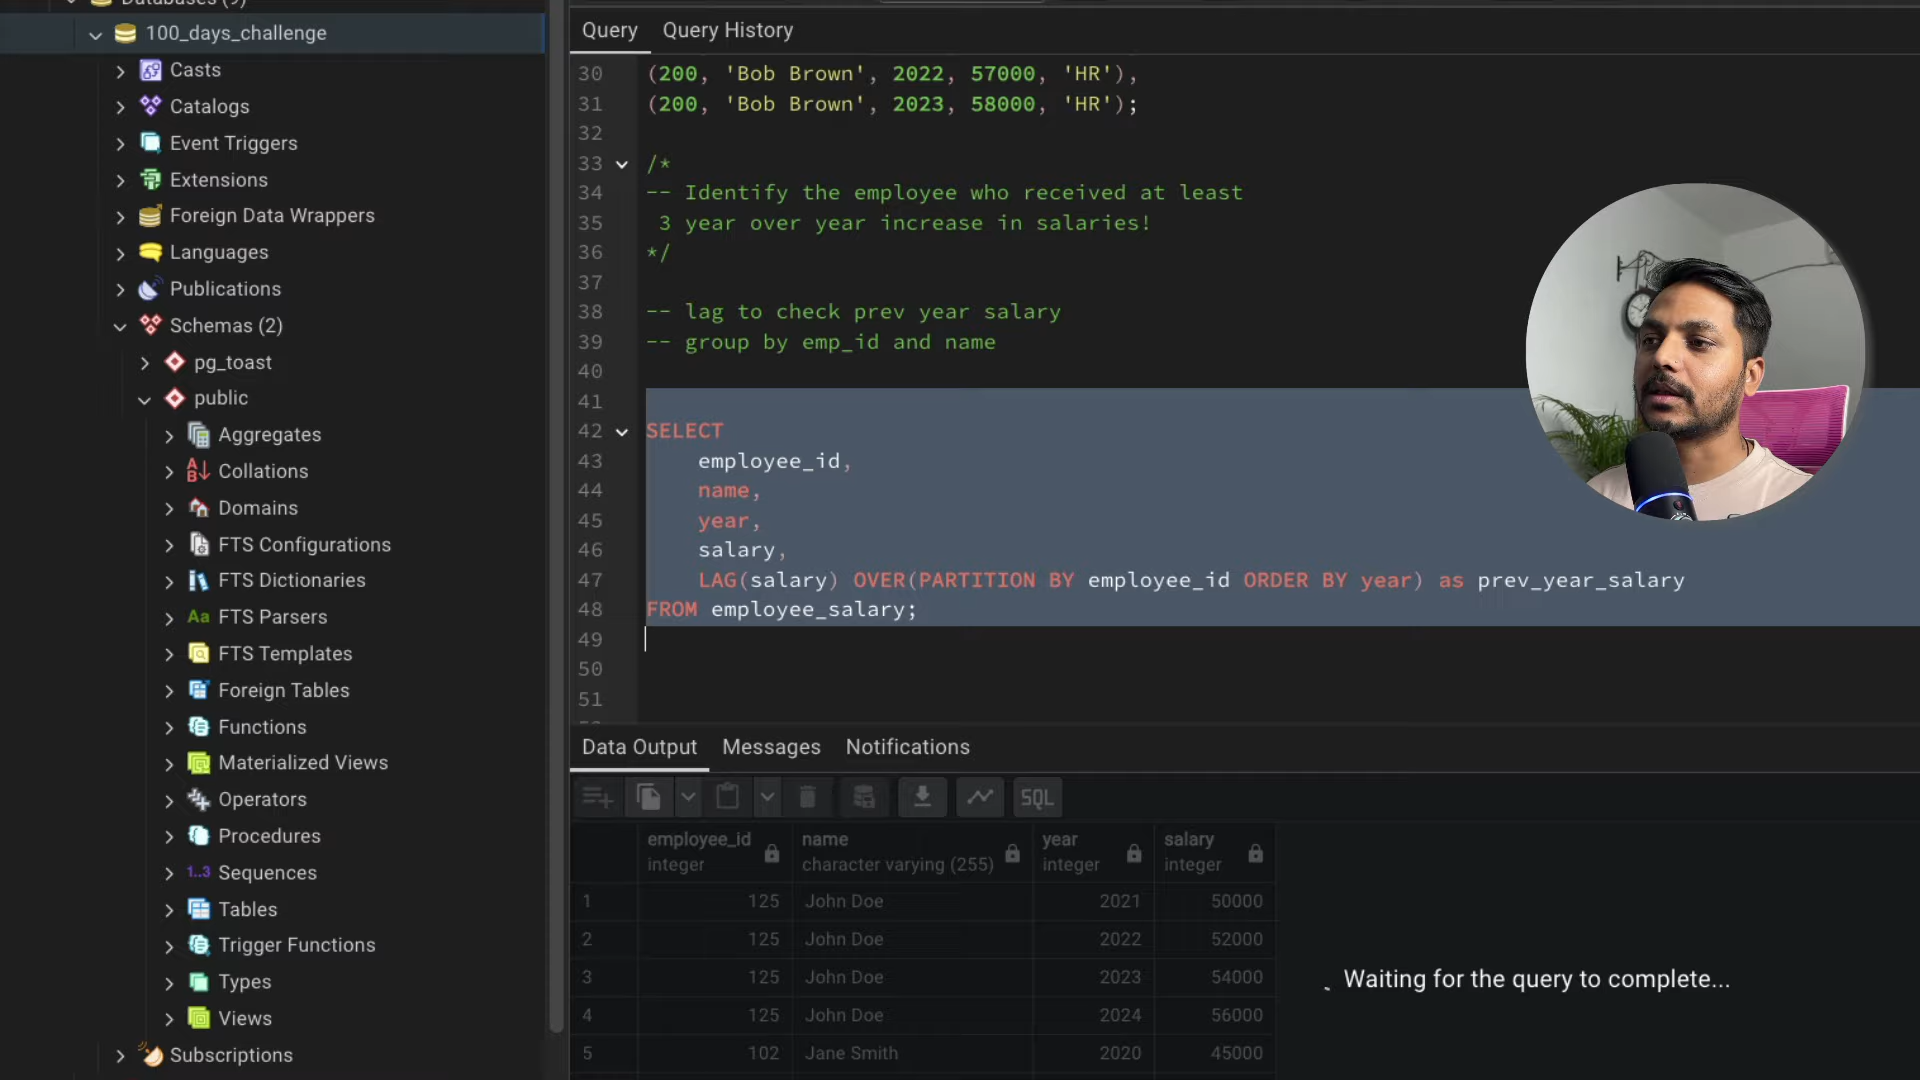 Databases (9)
100_days_challenge
Casts
Catalogs
Event Triggers
Extensions
Foreign Data Wrappers
Languages
Publications
Schemas (2)
pg_toast
public
Aggregates
Collations
Domains
FTS Configurations
FTS Dictionaries
Aa FTS Parsers
FTS Templates
Foreign Tables
Functions
Materialized Views
Operators
Procedures
1..3 Sequences
Tables
Trigger Functions
Types
Views
Subscriptions
Query Query History
30 (200, 'Bob Brown', 2022, 57000, 'HR'),
31 (200, 'Bob Brown', 2023, 58000, 'HR');
32
33 /*
34 -- Identify the employee who received at least
35 3 year over year increase in salaries!
36 */
37
38 -- lag to check prev year salary
39 -- group by emp_id and name
40
41
42 SELECT
43 employee_id,
44 name,
45 year,
46 salary,
47 LAG(salary) OVER(PARTITION BY employee_id ORDER BY year) as prev_year_salary
48 FROM employee_salary;
49
50
51
Data Output Messages Notifications
SQL
employee_id name year salary
integer character varying (255) integer integer
1 125 John Doe 2021 50000
2 125 John Doe 2022 52000
3 125 John Doe 2023 54000
4 125 John Doe 2024 56000
5 102 Jane Smith 2020 45000
Waiting for the query to complete...